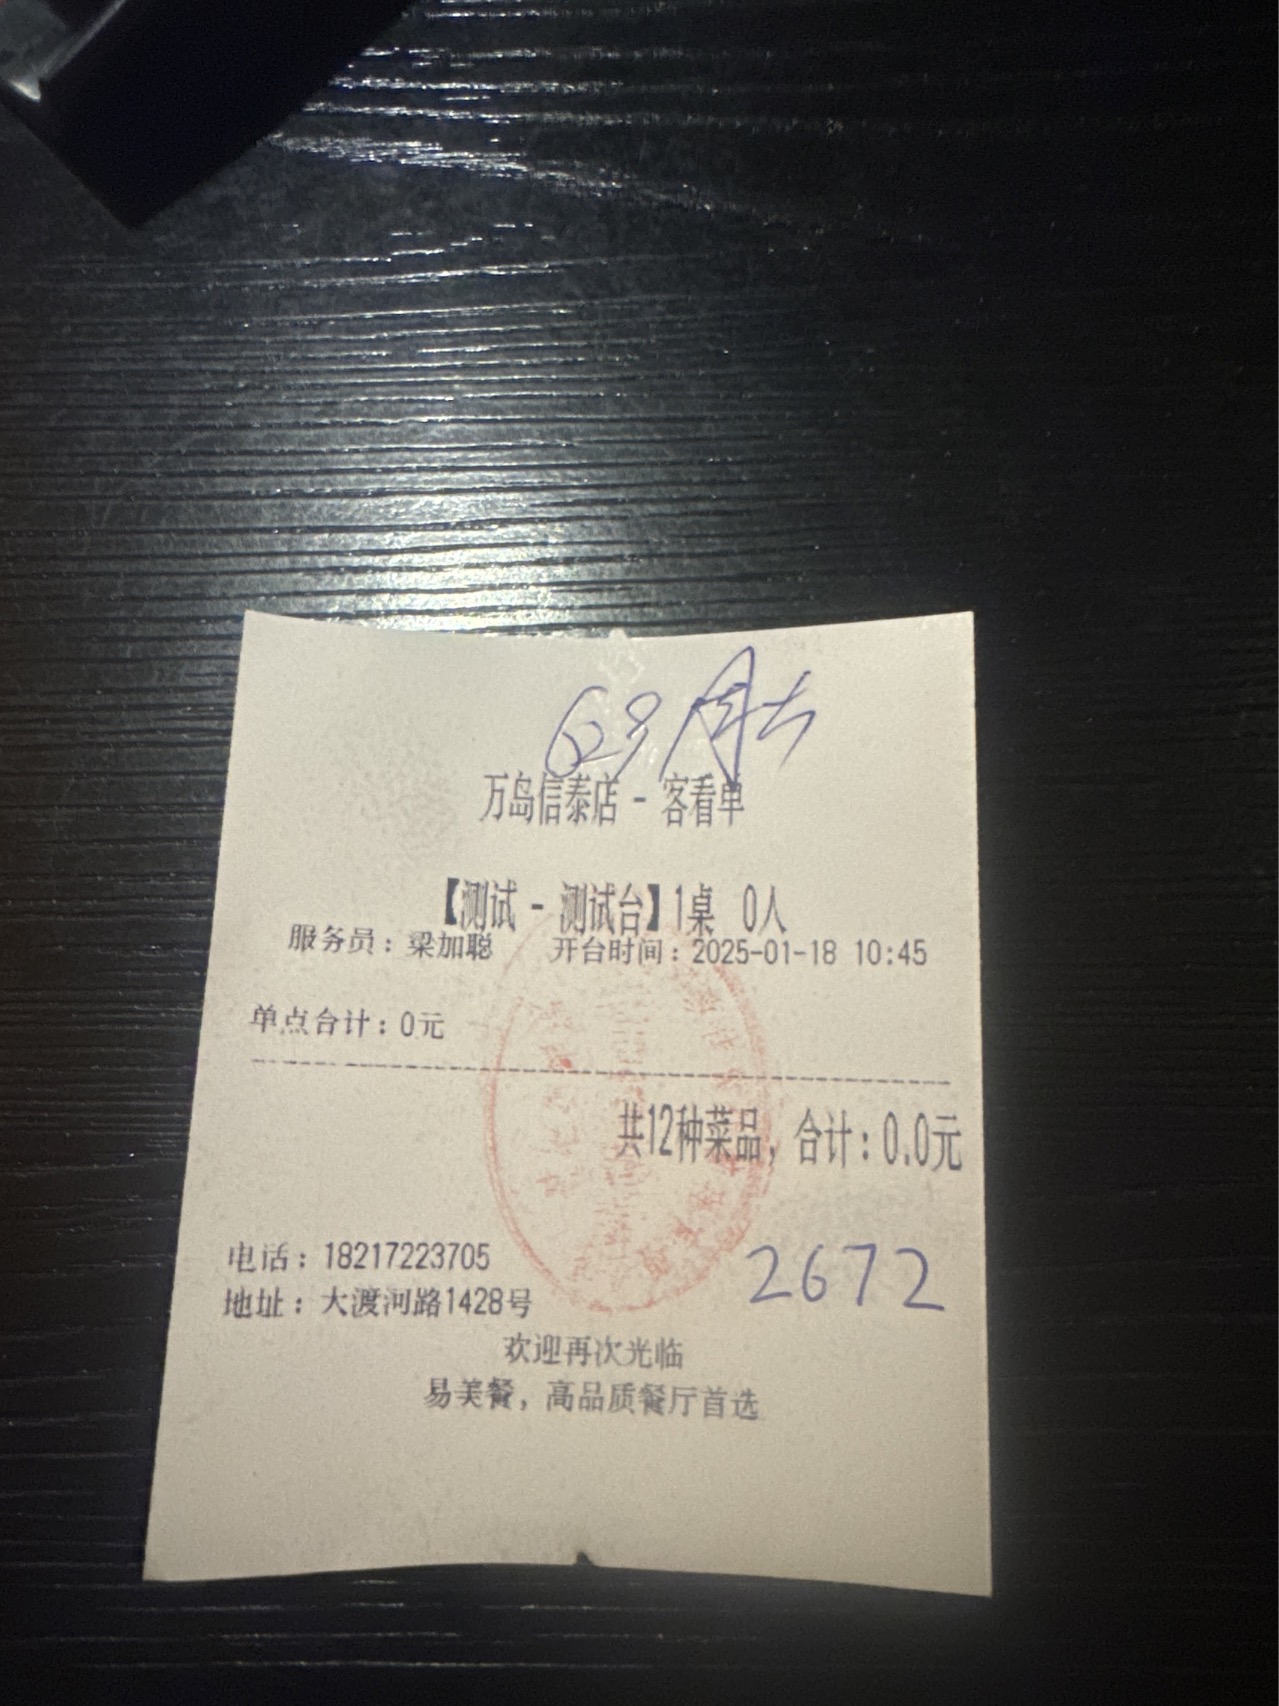 万岛信泰店 - 客看单
【测试 - 测试台】1桌 0人
服务员：梁加聪 开台时间：2025-01-18 10:45
单点合计：0元
共12种菜品，合计：0.0元
2672
电话：18217223705
地址：大渡河路1428号
欢迎再次光临
易美餐，高品质餐厅首选